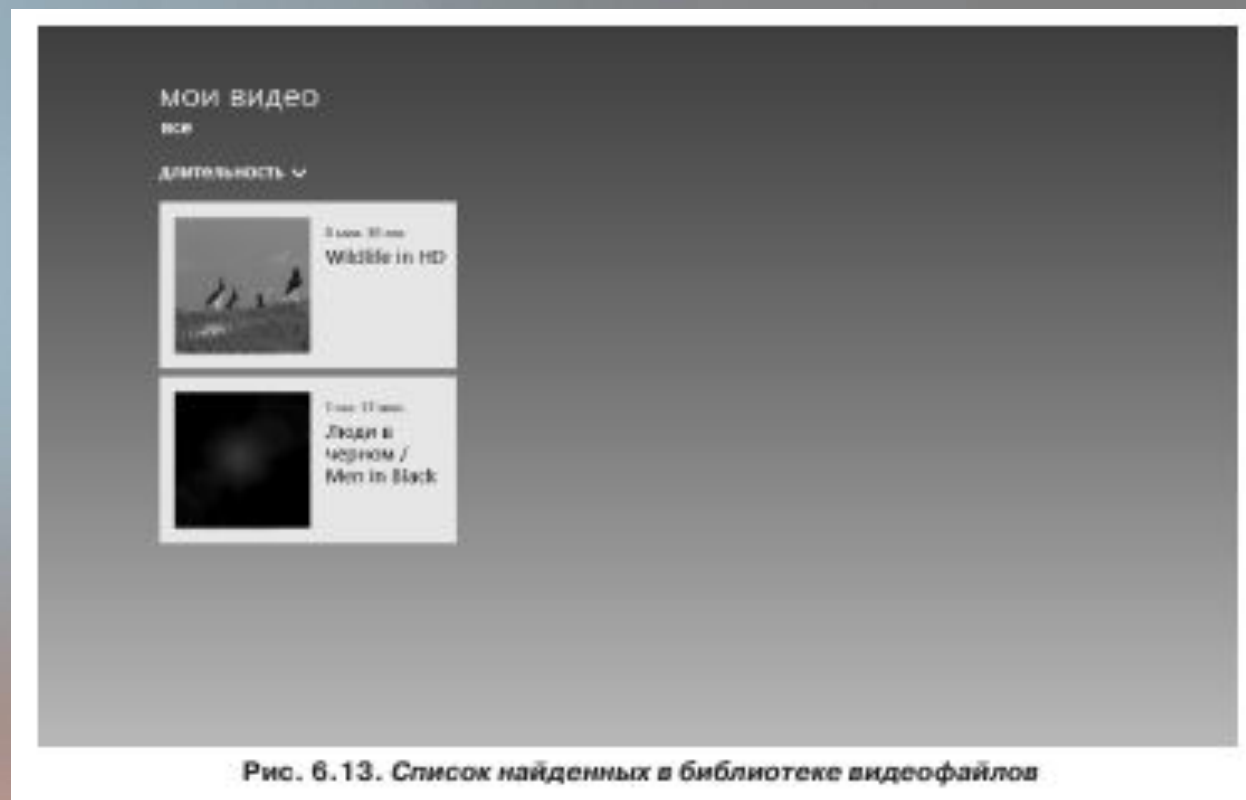 мои видео
все
длительность
Wildlife in HD
Люди в
черном /
Men in Black
Рис. 6.13. Список найденных в библиотеке видеофайлов